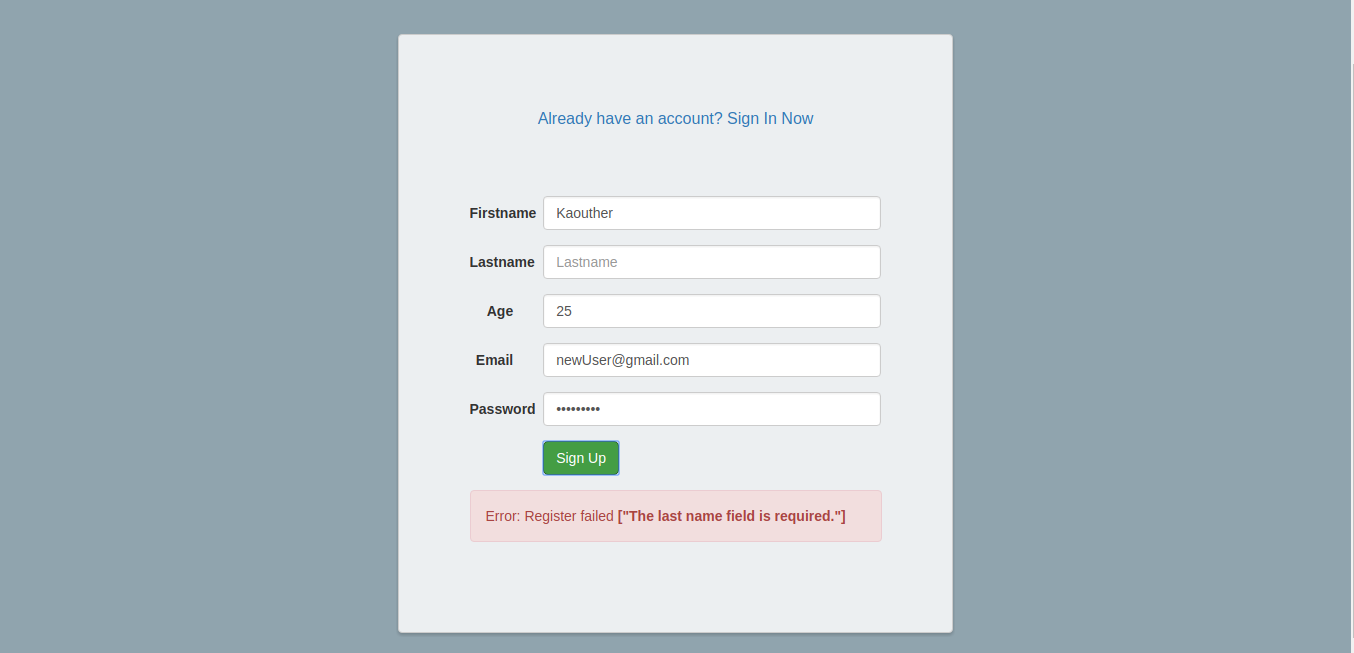 Already have an account? Sign In Now
Firstname Kaouther
Lastname Lastname
Age 25
Email newUser@gmail.com
Password •••••••••
Sign Up
Error: Register failed ["The last name field is required."]